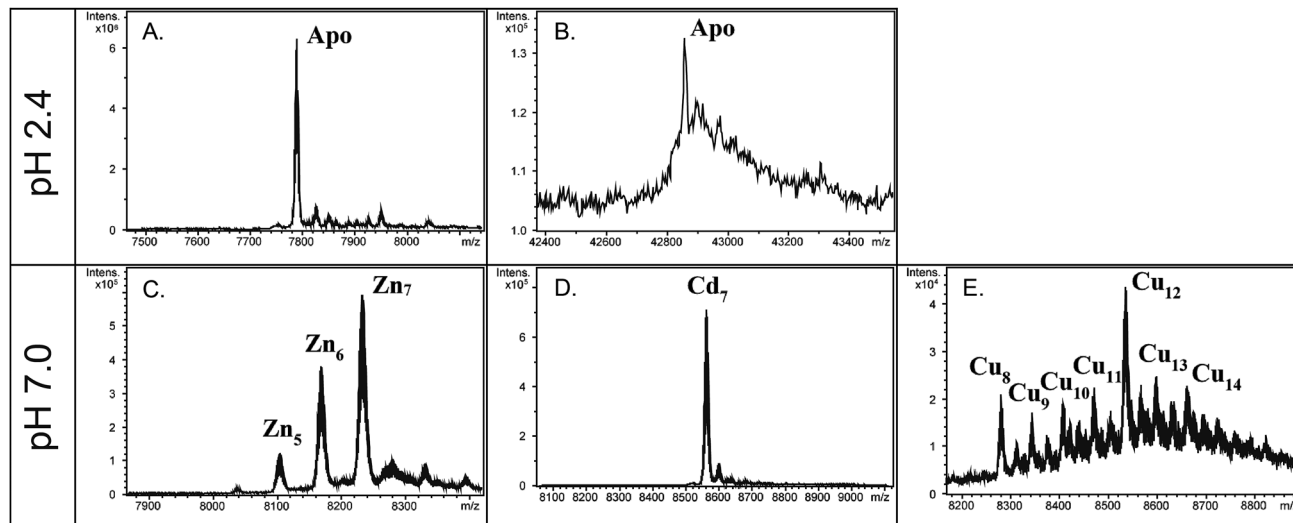 pH 2.4
Intens.
x10⁶
A.
Apo
6
4
2
0
7500 7600 7700 7800 7900 8000 m/z
Intens.
x10⁵
B.
Apo
1.3
1.2
1.1
1.0
42400 42600 42800 43000 43200 43400 m/z
pH 7.0
Intens.
x10⁵
C.
Zn₇
Zn₆
Zn₅
6
5
4
3
2
1
0
7900 8000 8100 8200 8300 m/z
Intens.
x10⁵
D.
Cd₇
8
6
4
2
0
8100 8200 8300 8400 8500 8600 8700 8800 8900 9000 m/z
Intens.
x10⁴
E.
Cu₁₂
Cu₈
Cu₉
Cu₁₀
Cu₁₁
Cu₁₃
Cu₁₄
4
3
2
1
0
8200 8300 8400 8500 8600 8700 8800